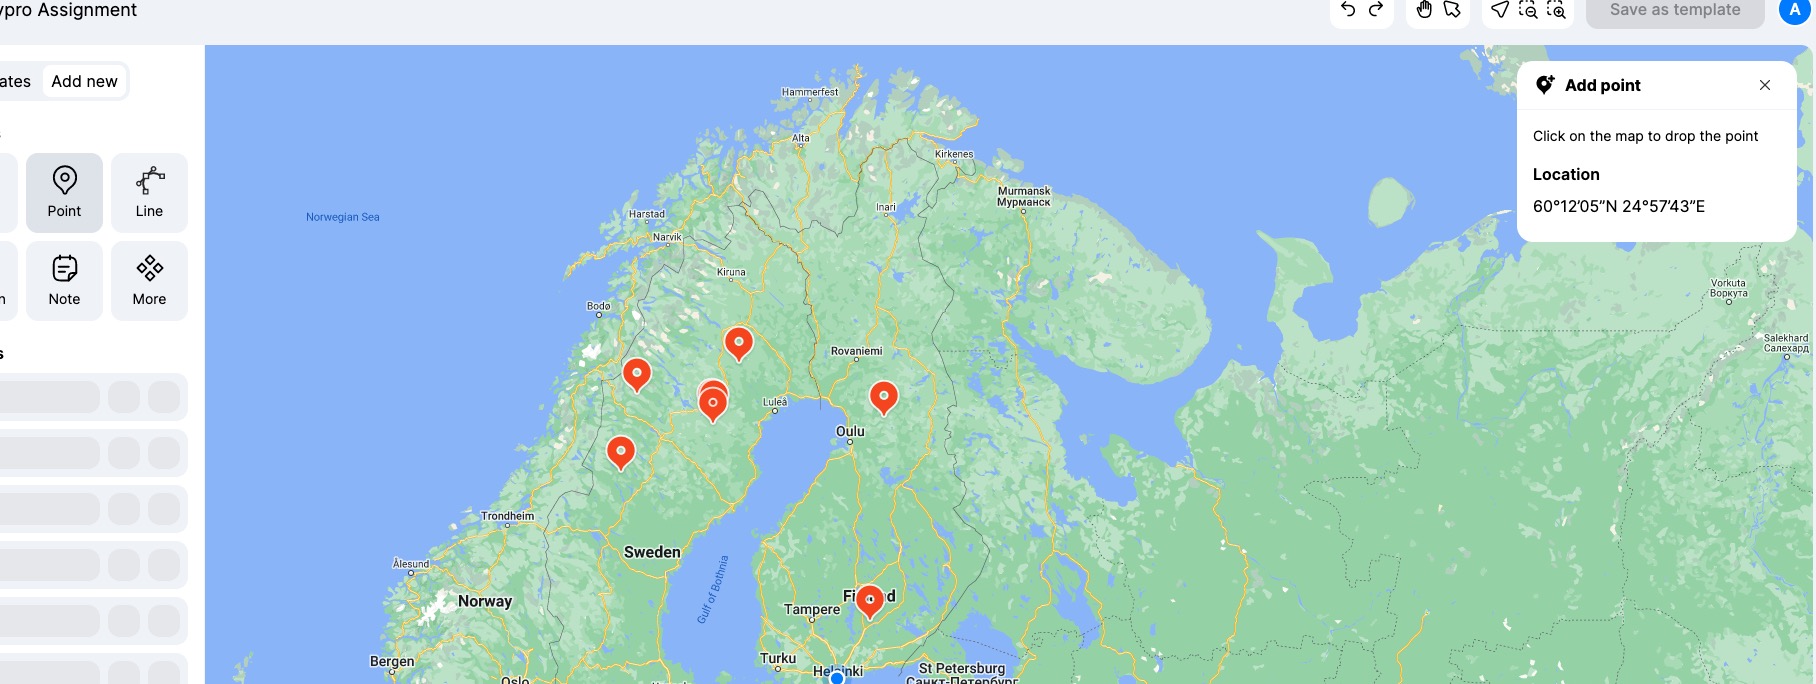 ypro Assignment
Save as template
A
ates
Add new
Point
Line
n
Note
More
s
Add point
Click on the map to drop the point
Location
60°12’05”N 24°57’43”E
Norwegian Sea
Hammerfest
Alta
Kirkenes
Murmansk
Мурманск
Harstad
Inari
Narvik
Kiruna
Bodø
Vorkuta
Воркута
Salekhard
Салехард
Rovaniemi
Luleå
Oulu
Trondheim
Sweden
Ålesund
Gulf of Bothnia
Norway
Tampere
Bergen
Turku
Helsinki
St Petersburg
Санкт-Петербург
Oslo